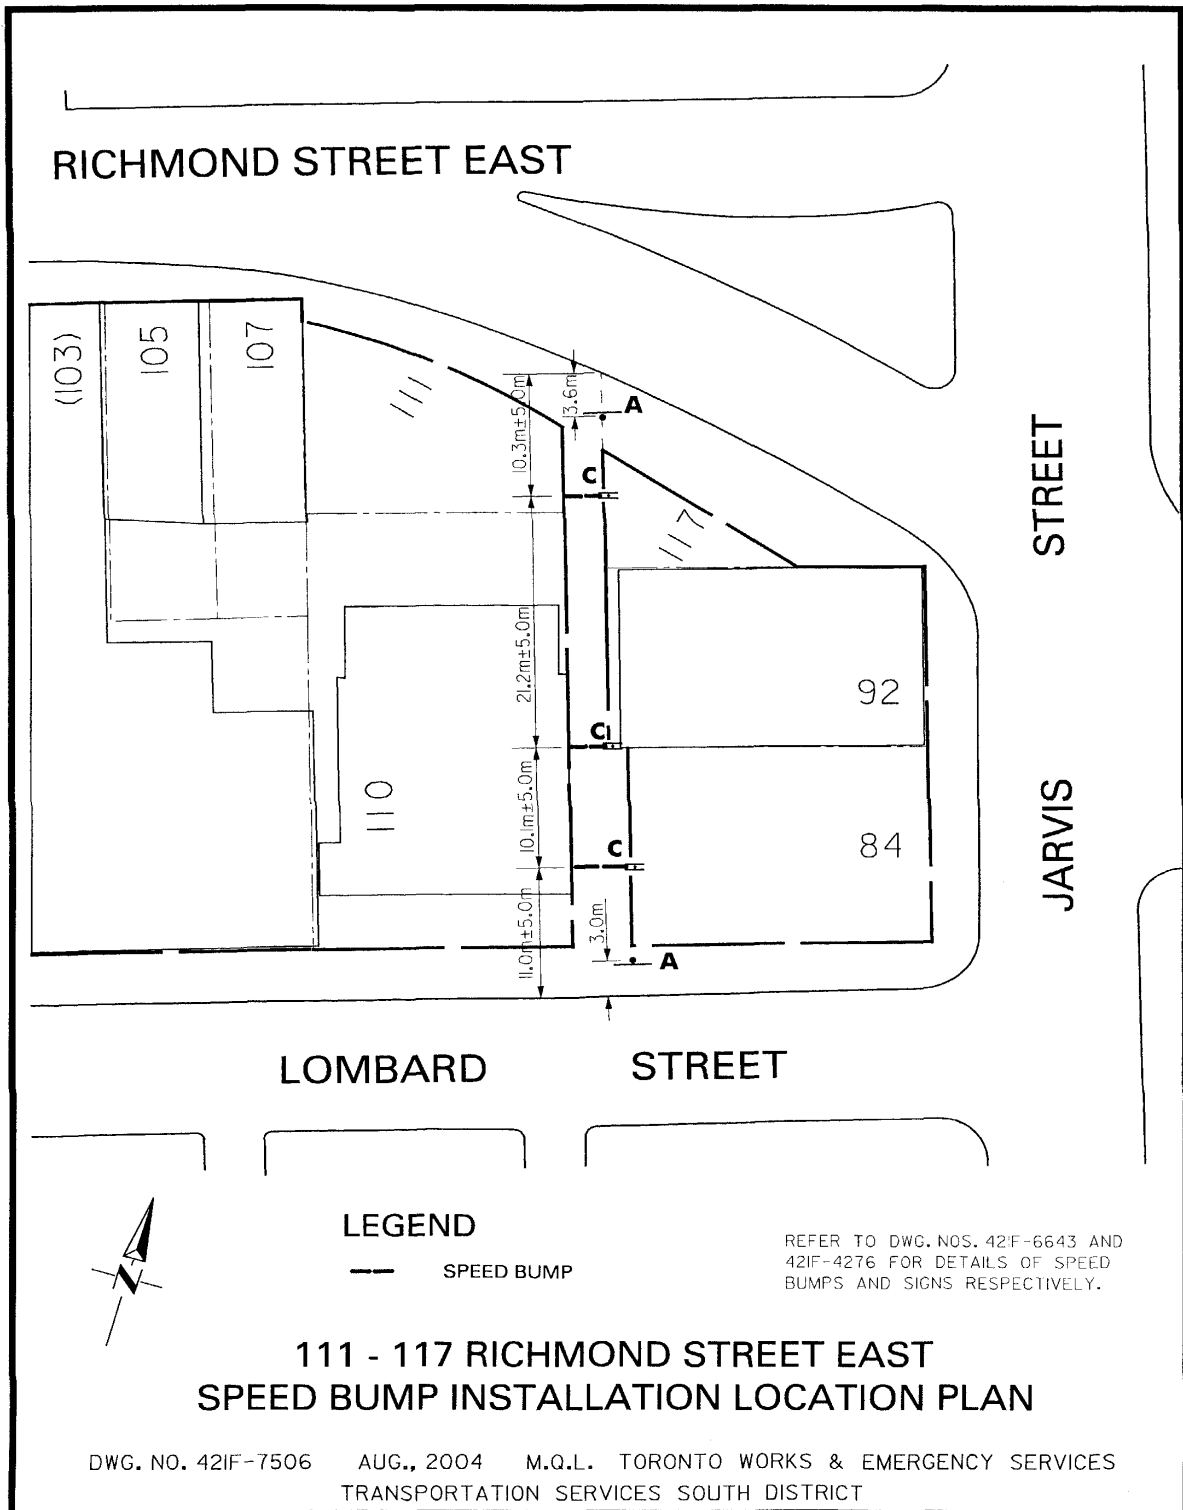 RICHMOND STREET EAST
(103)
105
107
111
10.3m±5.0m
3.6m
A
C
117
STREET
21.2m±5.0m
92
C
110
10.1m±5.0m
84
JARVIS
C
11.0m±5.0m
3.0m
A
LOMBARD STREET
N
LEGEND
SPEED BUMP
REFER TO DWG. NOS. 421F-6643 AND
421F-4276 FOR DETAILS OF SPEED
BUMPS AND SIGNS RESPECTIVELY.
111 - 117 RICHMOND STREET EAST
SPEED BUMP INSTALLATION LOCATION PLAN
DWG. NO. 421F-7506 AUG., 2004 M.Q.L. TORONTO WORKS & EMERGENCY SERVICES
TRANSPORTATION SERVICES SOUTH DISTRICT